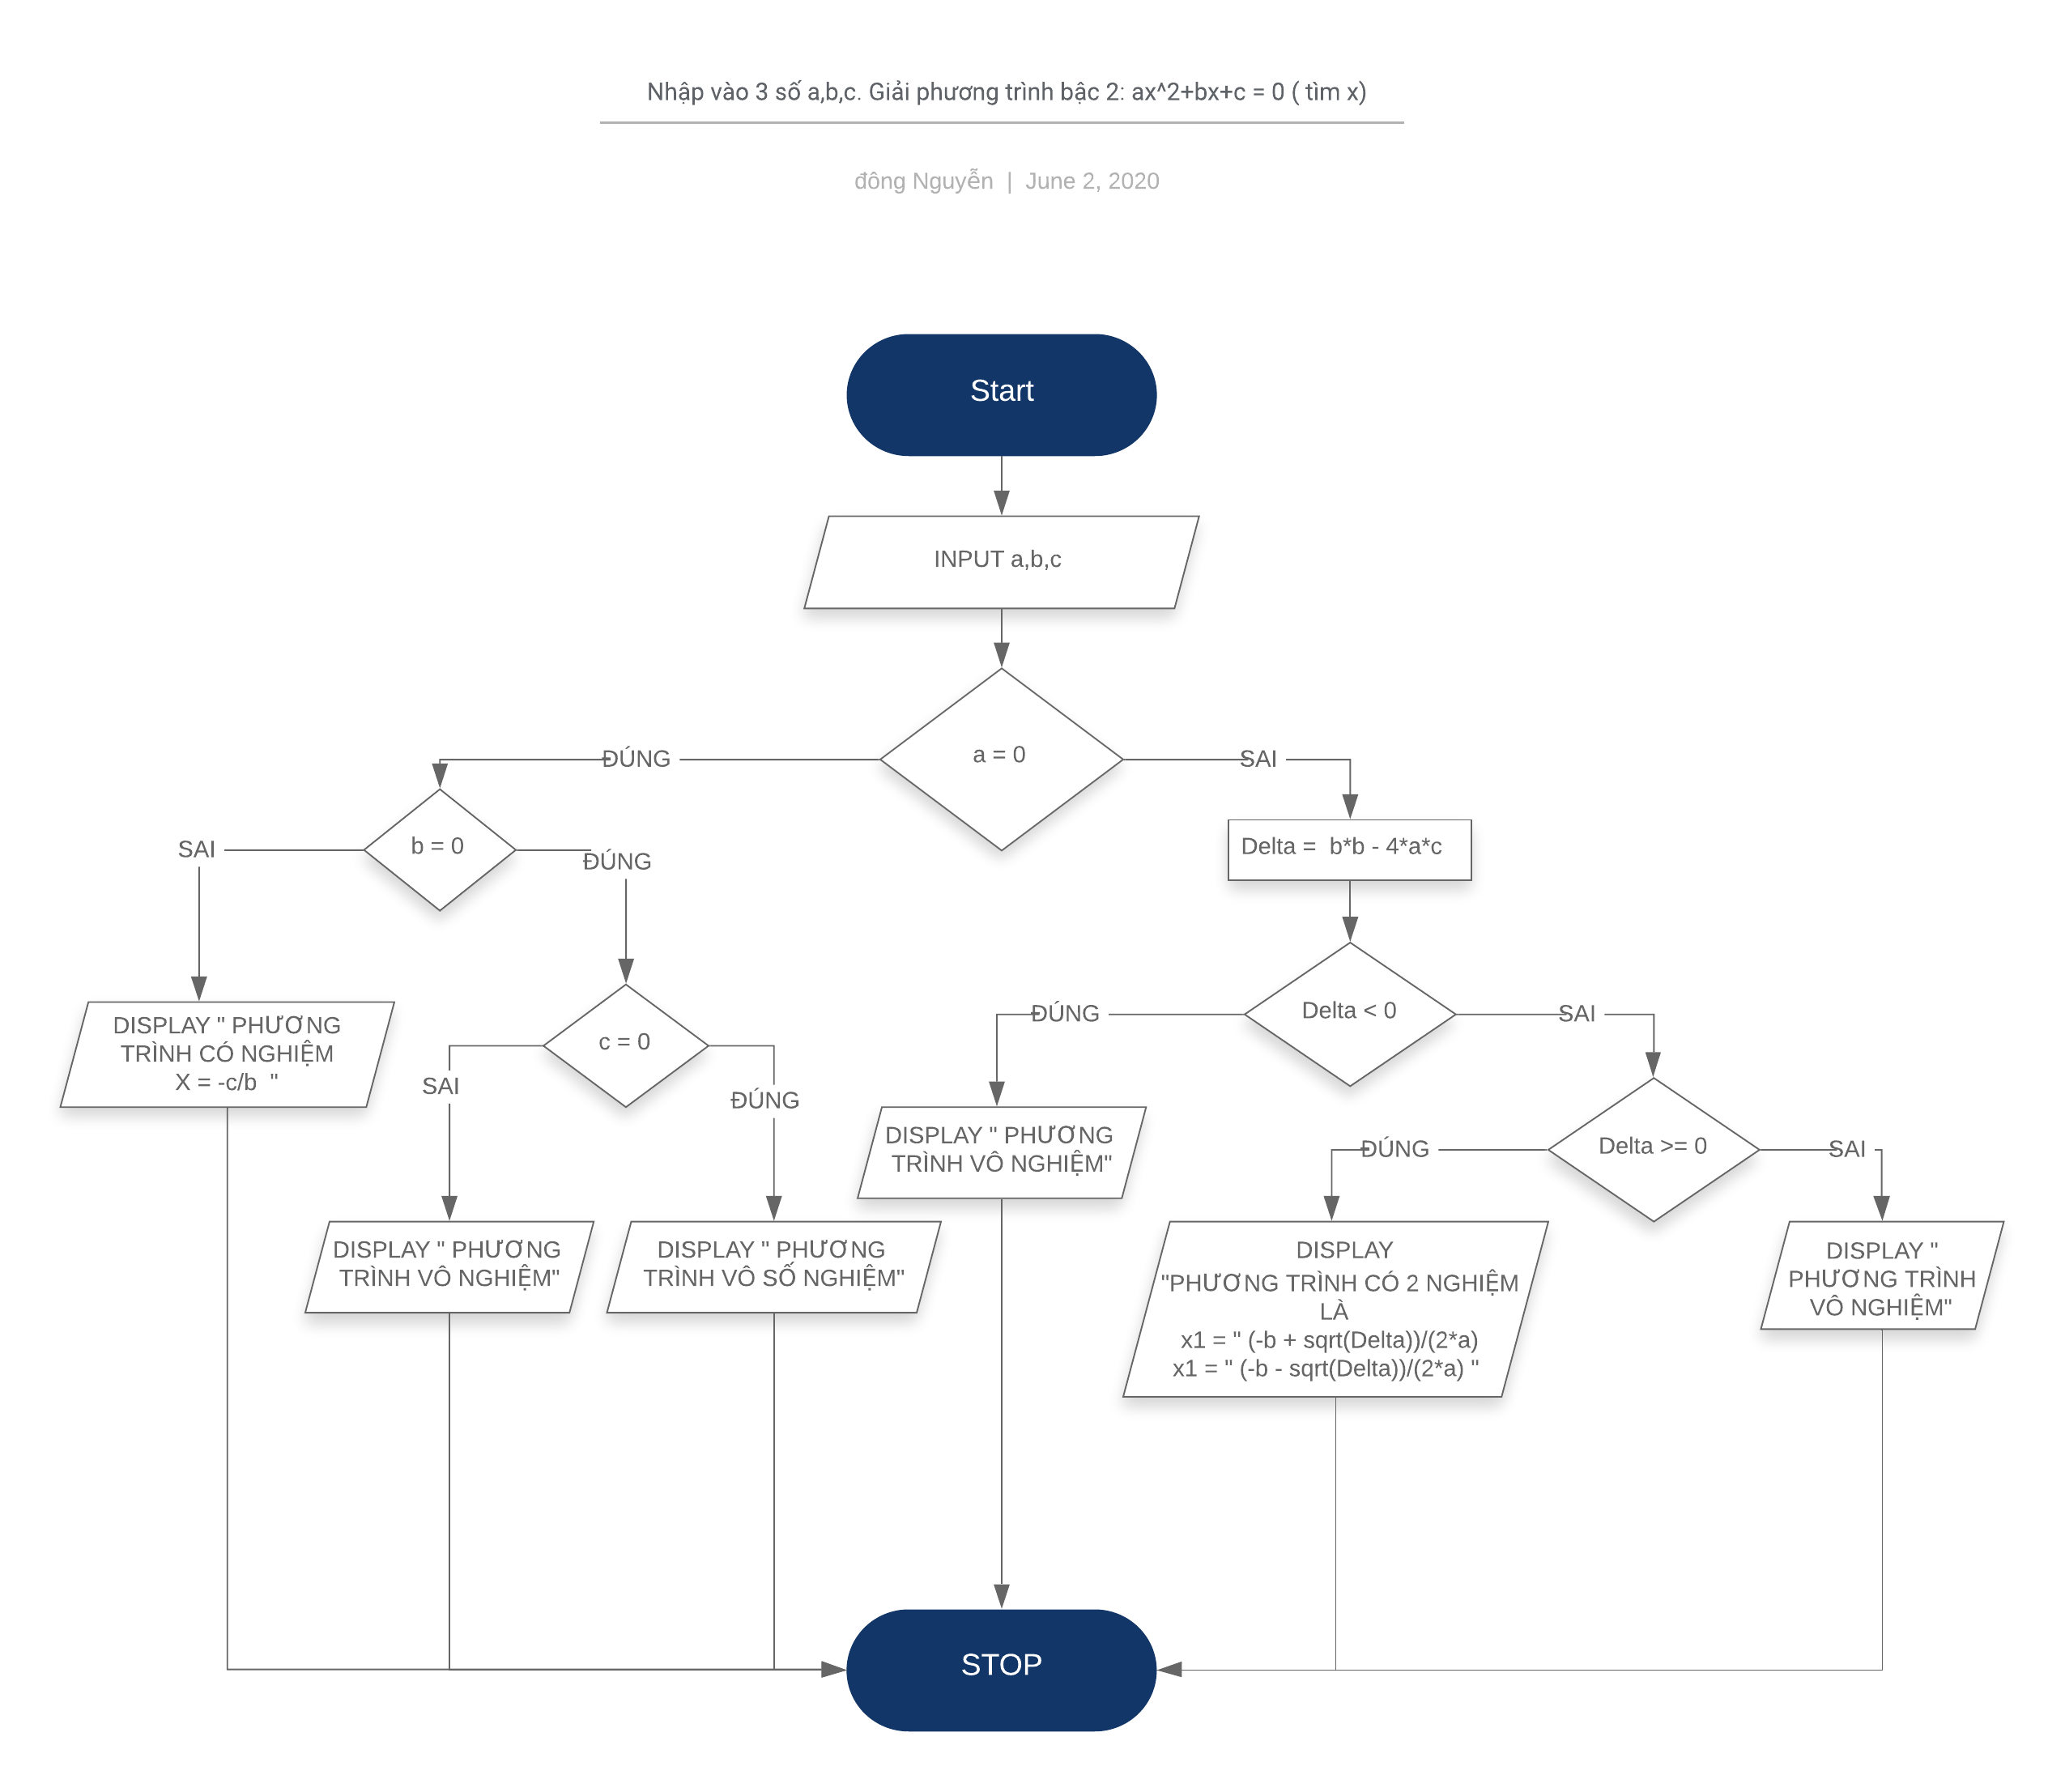 Nhập vào 3 số a,b,c. Giải phương trình bậc 2: ax^2+bx+c = 0 ( tìm x)
đông Nguyễn | June 2, 2020
Start
INPUT a,b,c
a = 0
ĐÚNG
SAI
b = 0
SAI
ĐÚNG
Delta = b*b - 4*a*c
Delta < 0
ĐÚNG
SAI
DISPLAY " PHƯƠNG
TRÌNH CÓ NGHIỆM
X = -c/b "
c = 0
SAI
ĐÚNG
DISPLAY " PHƯƠNG
TRÌNH VÔ NGHIỆM"
Delta >= 0
ĐÚNG
SAI
DISPLAY " PHƯƠNG
TRÌNH VÔ NGHIỆM"
DISPLAY " PHƯƠNG
TRÌNH VÔ SỐ NGHIỆM"
DISPLAY
"PHƯƠNG TRÌNH CÓ 2 NGHIỆM
LÀ
x1 = " (-b + sqrt(Delta))/(2*a)
x1 = " (-b - sqrt(Delta))/(2*a) "
DISPLAY "
PHƯƠNG TRÌNH
VÔ NGHIỆM"
STOP